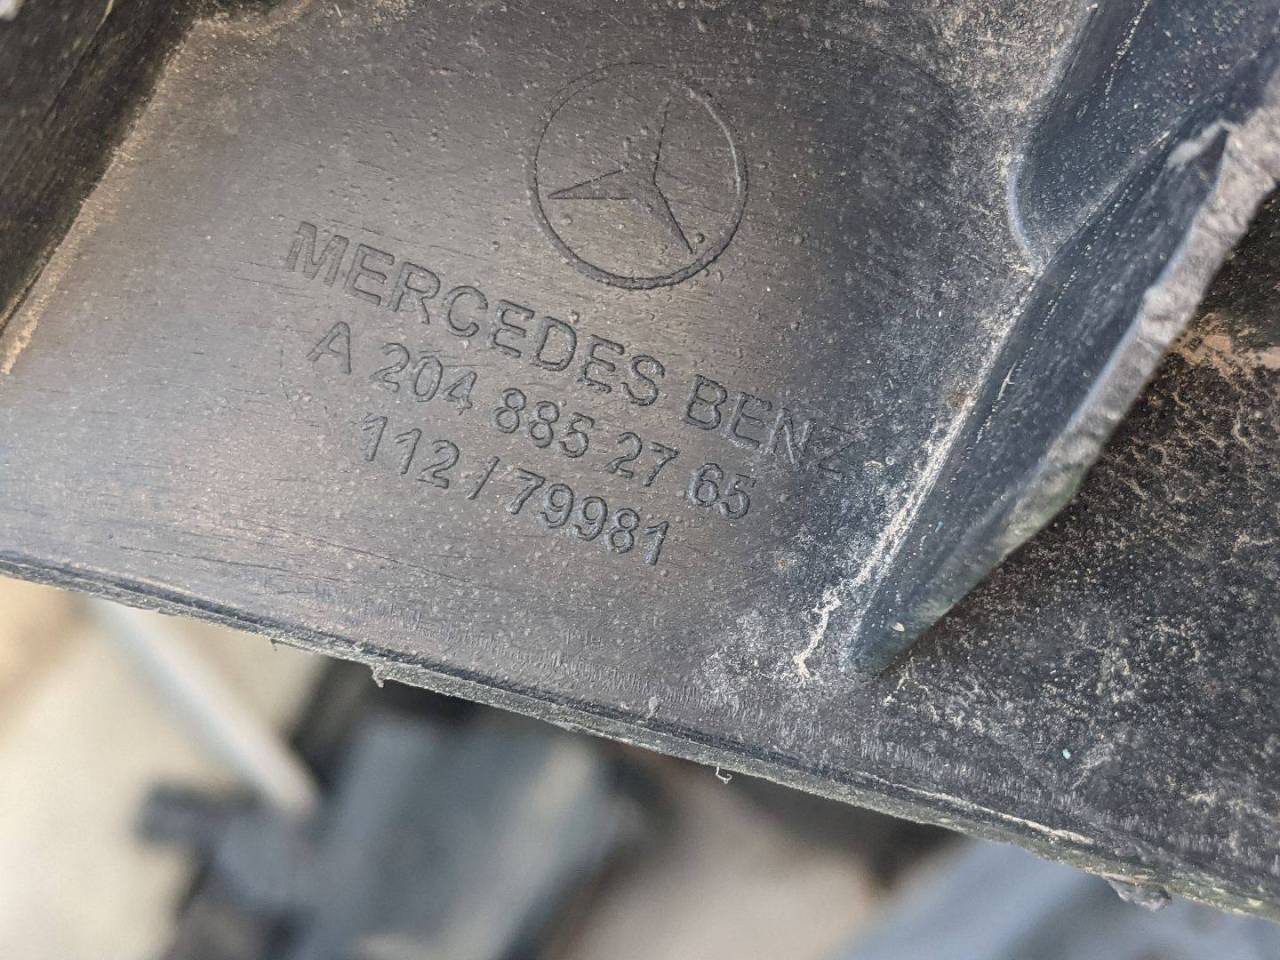 MERCEDES BENZ
A 204 885 27 65
112 / 79981